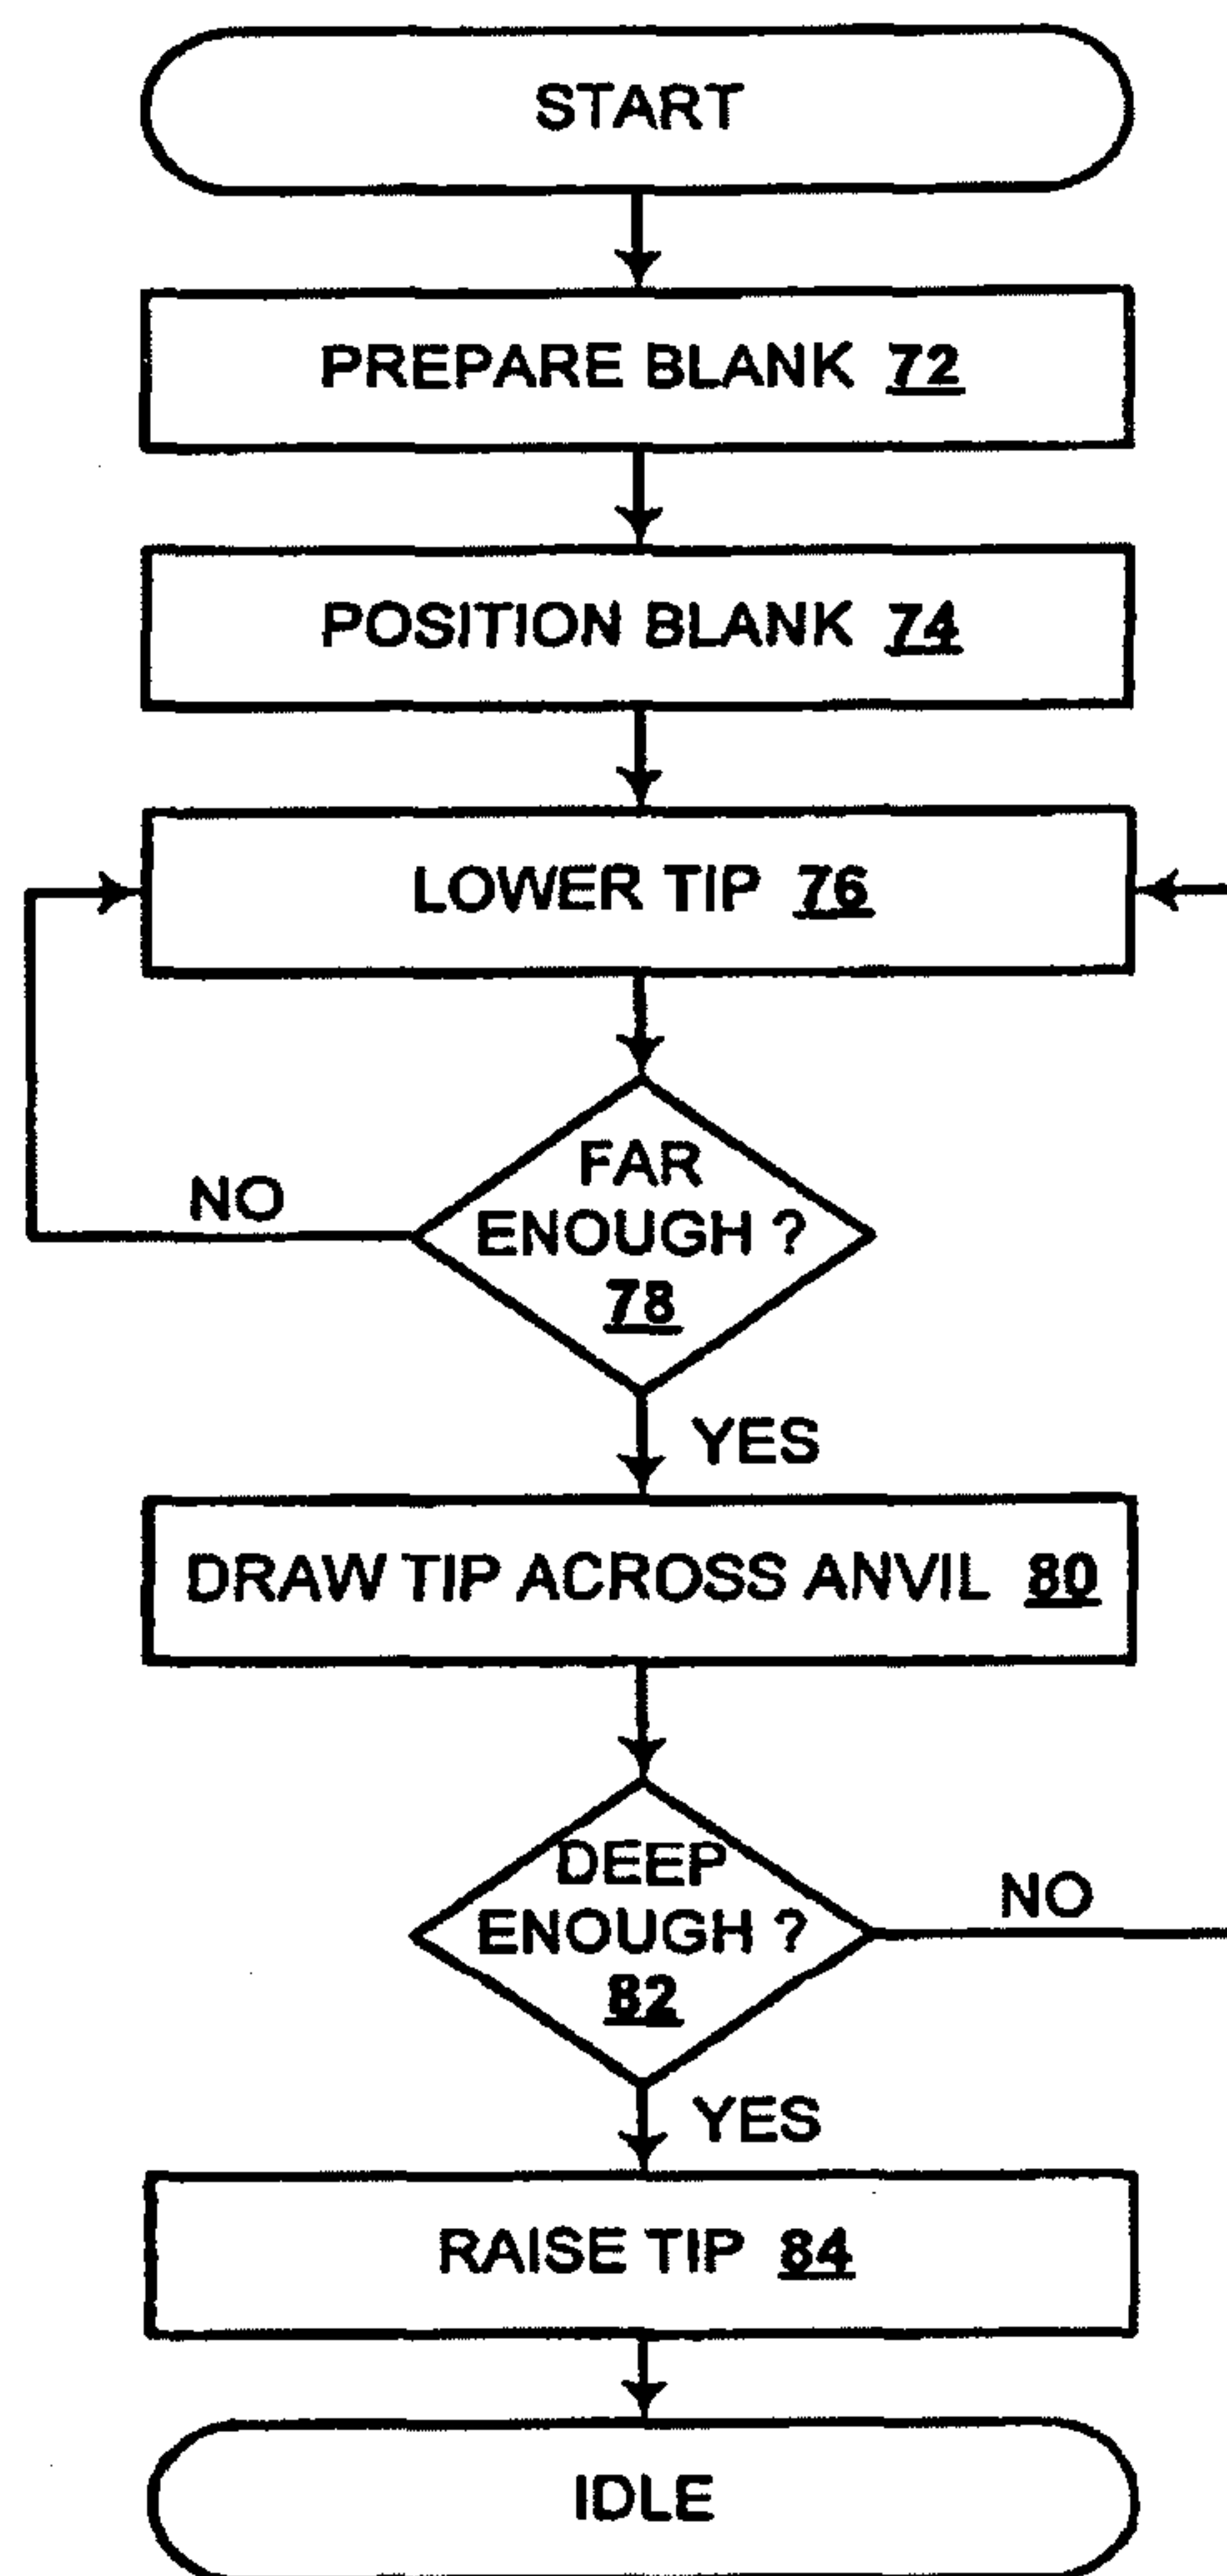 START
PREPARE BLANK 72
POSITION BLANK 74
LOWER TIP 76
FAR
ENOUGH ?
78
NO
YES
DRAW TIP ACROSS ANVIL 80
DEEP
ENOUGH ?
82
NO
YES
RAISE TIP 84
IDLE